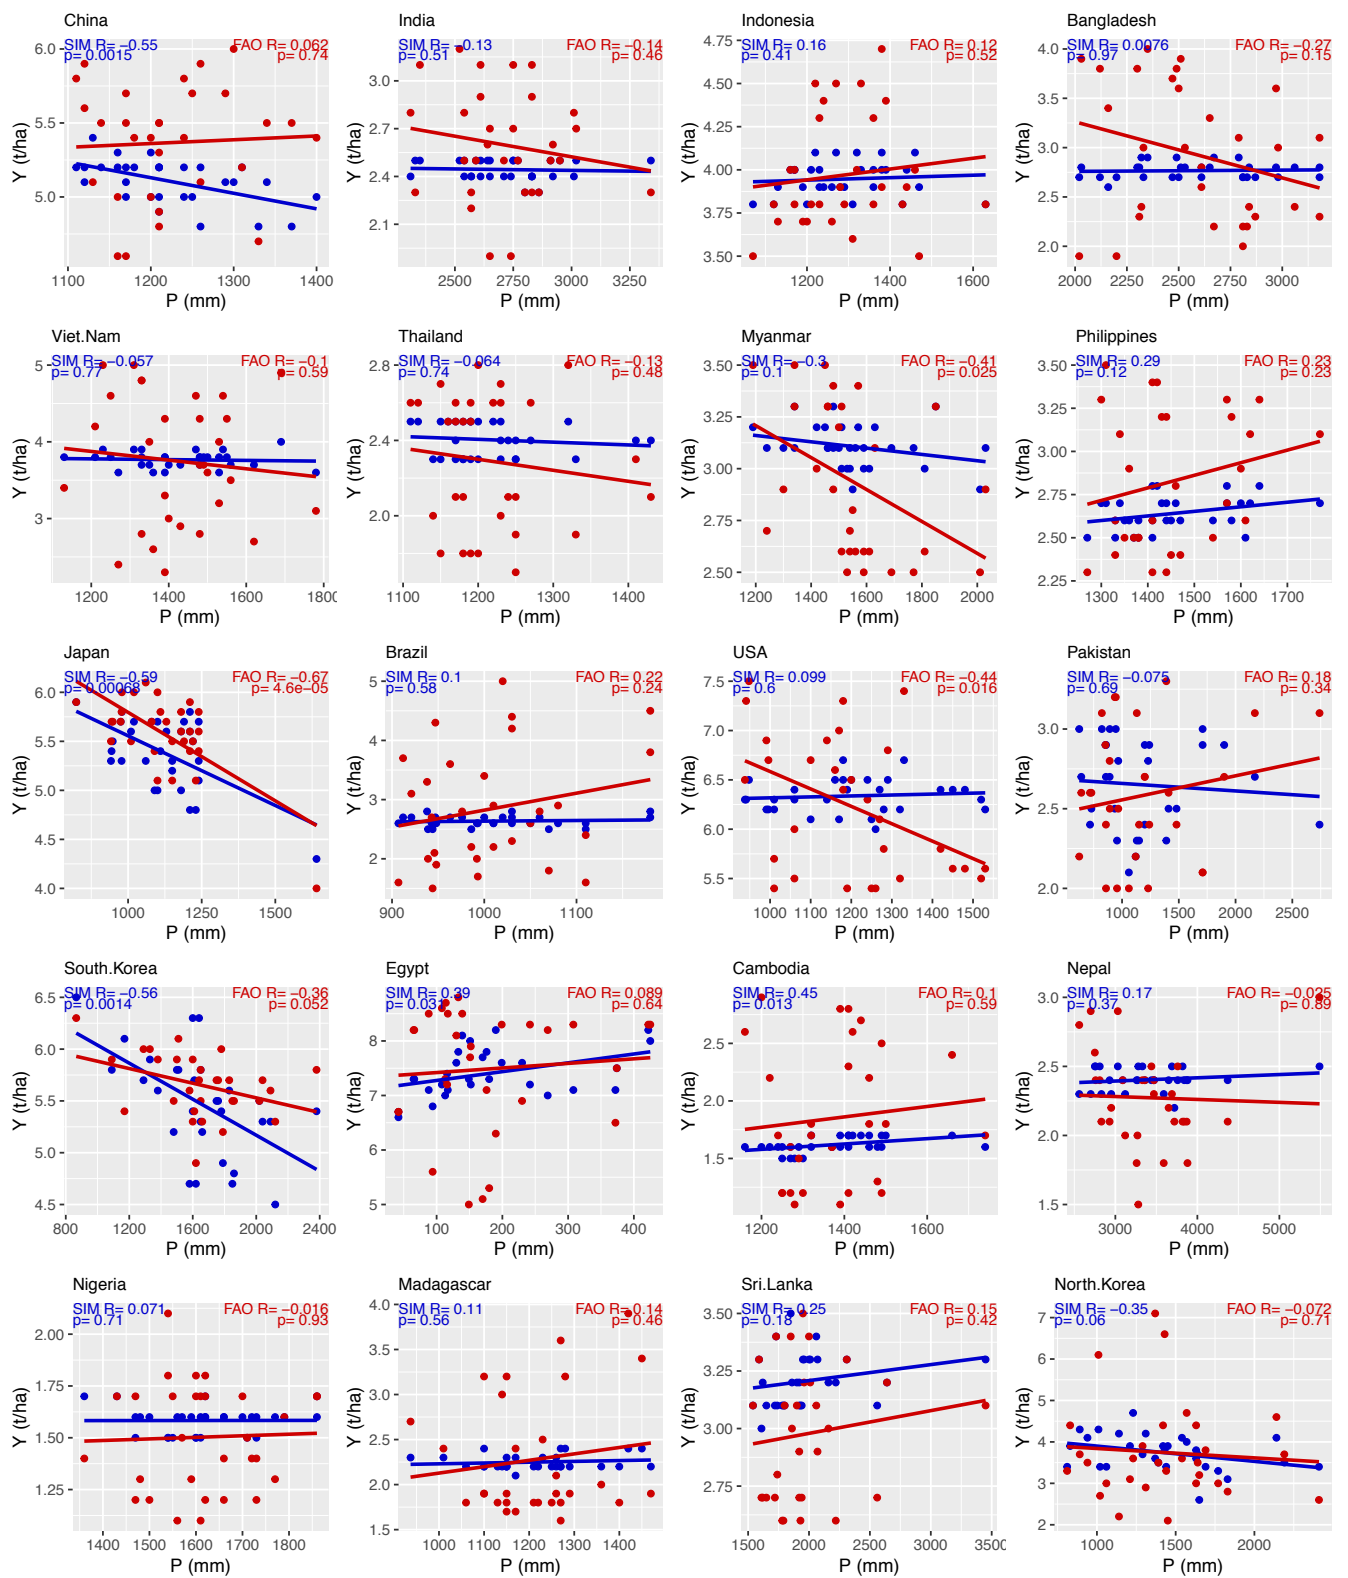 China
SIM R= −0.55
p= 0.0015
FAO R= 0.062
p= 0.74
6.0
5.5
5.0
Y (t/ha)
1100 1200 1300 1400
P (mm)
India
SIM R= −0.13
p= 0.51
FAO R= −0.14
p= 0.46
3.0
2.7
2.4
2.1
Y (t/ha)
2500 2750 3000 3250
P (mm)
Indonesia
SIM R= 0.16
p= 0.41
FAO R= 0.12
p= 0.52
4.75
4.50
4.25
4.00
3.75
3.50
Y (t/ha)
1200 1400 1600
P (mm)
Bangladesh
SIM R= 0.0076
p= 0.97
FAO R= −0.27
p= 0.15
4.0
3.5
3.0
2.5
2.0
Y (t/ha)
2000 2250 2500 2750 3000
P (mm)
Viet.Nam
SIM R= −0.057
p= 0.77
FAO R= −0.1
p= 0.59
5
4
3
Y (t/ha)
1200 1400 1600 1800
P (mm)
Thailand
SIM R= −0.064
p= 0.74
FAO R= −0.13
p= 0.48
2.8
2.4
2.0
Y (t/ha)
1100 1200 1300 1400
P (mm)
Myanmar
SIM R= −0.3
p= 0.1
FAO R= −0.41
p= 0.025
3.50
3.25
3.00
2.75
2.50
Y (t/ha)
1200 1400 1600 1800 2000
P (mm)
Philippines
SIM R= 0.29
p= 0.12
FAO R= 0.23
p= 0.23
3.50
3.25
3.00
2.75
2.50
2.25
Y (t/ha)
1300 1400 1500 1600 1700
P (mm)
Japan
SIM R= −0.59
p= 0.00068
FAO R= −0.67
p= 4.6e−05
6.0
5.5
5.0
4.5
4.0
Y (t/ha)
1000 1250 1500
P (mm)
Brazil
SIM R= 0.1
p= 0.58
FAO R= 0.22
p= 0.24
5
4
3
2
Y (t/ha)
900 1000 1100
P (mm)
USA
SIM R= 0.099
p= 0.6
FAO R= −0.44
p= 0.016
7.5
7.0
6.5
6.0
5.5
Y (t/ha)
1000 1100 1200 1300 1400 1500
P (mm)
Pakistan
SIM R= −0.075
p= 0.69
FAO R= 0.18
p= 0.34
3.0
2.5
2.0
Y (t/ha)
1000 1500 2000 2500
P (mm)
South.Korea
SIM R= −0.56
p= 0.0014
FAO R= −0.36
p= 0.052
6.5
6.0
5.5
5.0
4.5
Y (t/ha)
800 1200 1600 2000 2400
P (mm)
Egypt
SIM R= 0.39
p= 0.031
FAO R= 0.089
p= 0.64
8
7
6
5
Y (t/ha)
100 200 300 400
P (mm)
Cambodia
SIM R= 0.45
p= 0.013
FAO R= 0.1
p= 0.59
2.5
2.0
1.5
Y (t/ha)
1200 1400 1600
P (mm)
Nepal
SIM R= 0.17
p= 0.37
FAO R= −0.025
p= 0.89
3.0
2.5
2.0
1.5
Y (t/ha)
3000 4000 5000
P (mm)
Nigeria
SIM R= 0.071
p= 0.71
FAO R= −0.016
p= 0.93
2.00
1.75
1.50
1.25
Y (t/ha)
1400 1500 1600 1700 1800
P (mm)
Madagascar
SIM R= 0.11
p= 0.56
FAO R= 0.14
p= 0.46
4.0
3.5
3.0
2.5
2.0
1.5
Y (t/ha)
1000 1100 1200 1300 1400
P (mm)
Sri.Lanka
SIM R= 0.25
p= 0.18
FAO R= 0.15
p= 0.42
3.50
3.25
3.00
2.75
Y (t/ha)
1500 2000 2500 3000 3500
P (mm)
North.Korea
SIM R= −0.35
p= 0.06
FAO R= −0.072
p= 0.71
7
6
5
4
3
2
Y (t/ha)
1000 1500 2000
P (mm)